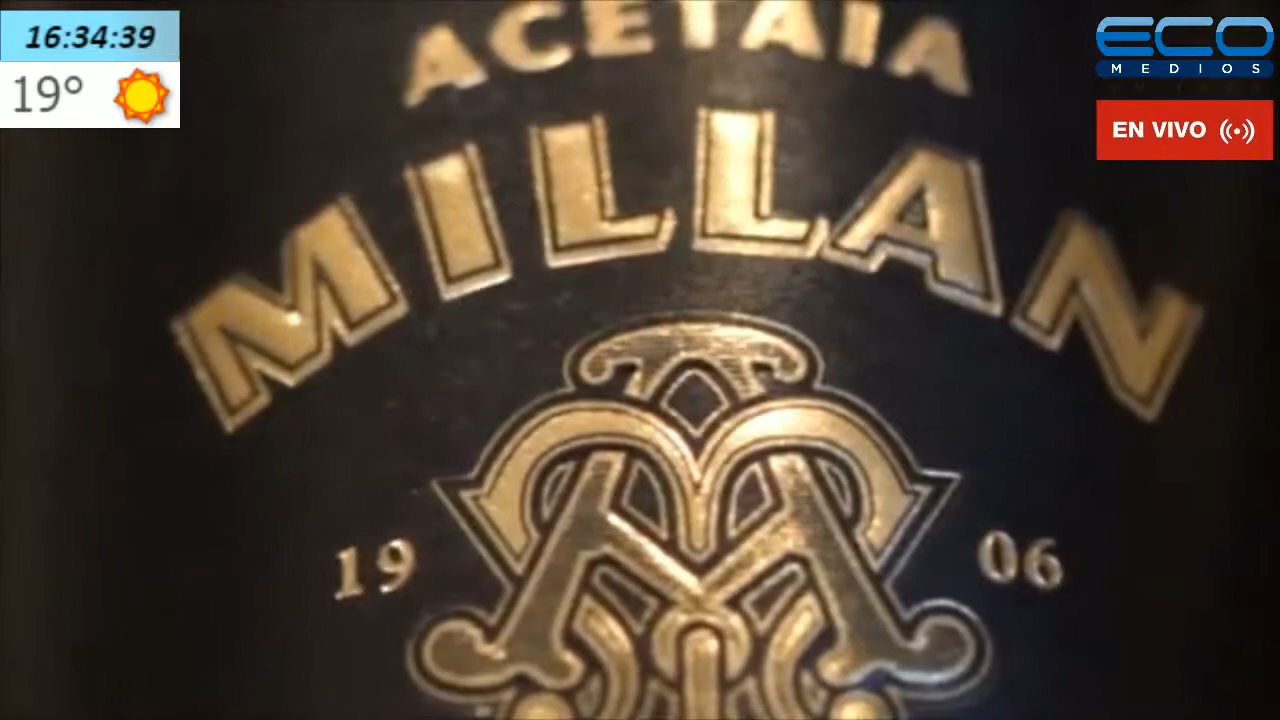 16:34:39
19°
ECO
MEDIOS
EN VIVO
ACETAIA
MILLAN
19 06